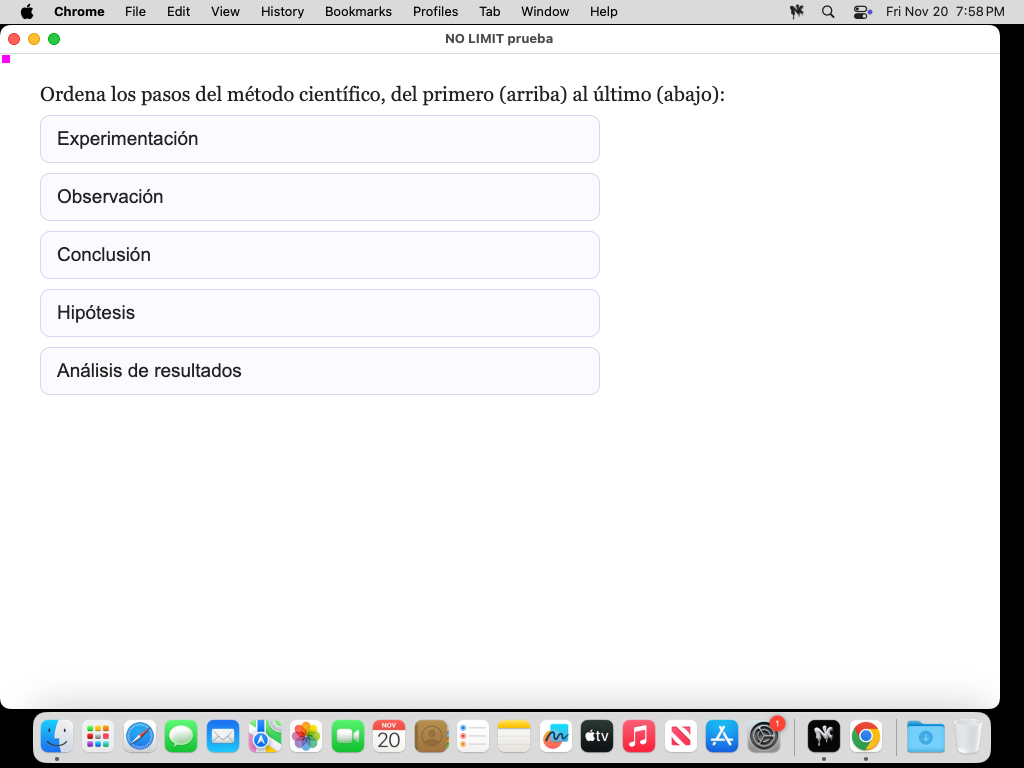 Chrome File Edit View History Bookmarks Profiles Tab Window Help Fri Nov 20 7:58 PM
NO LIMIT prueba
Ordena los pasos del método científico, del primero (arriba) al último (abajo):
Experimentación
Observación
Conclusión
Hipótesis
Análisis de resultados
NOV
20
tv
1